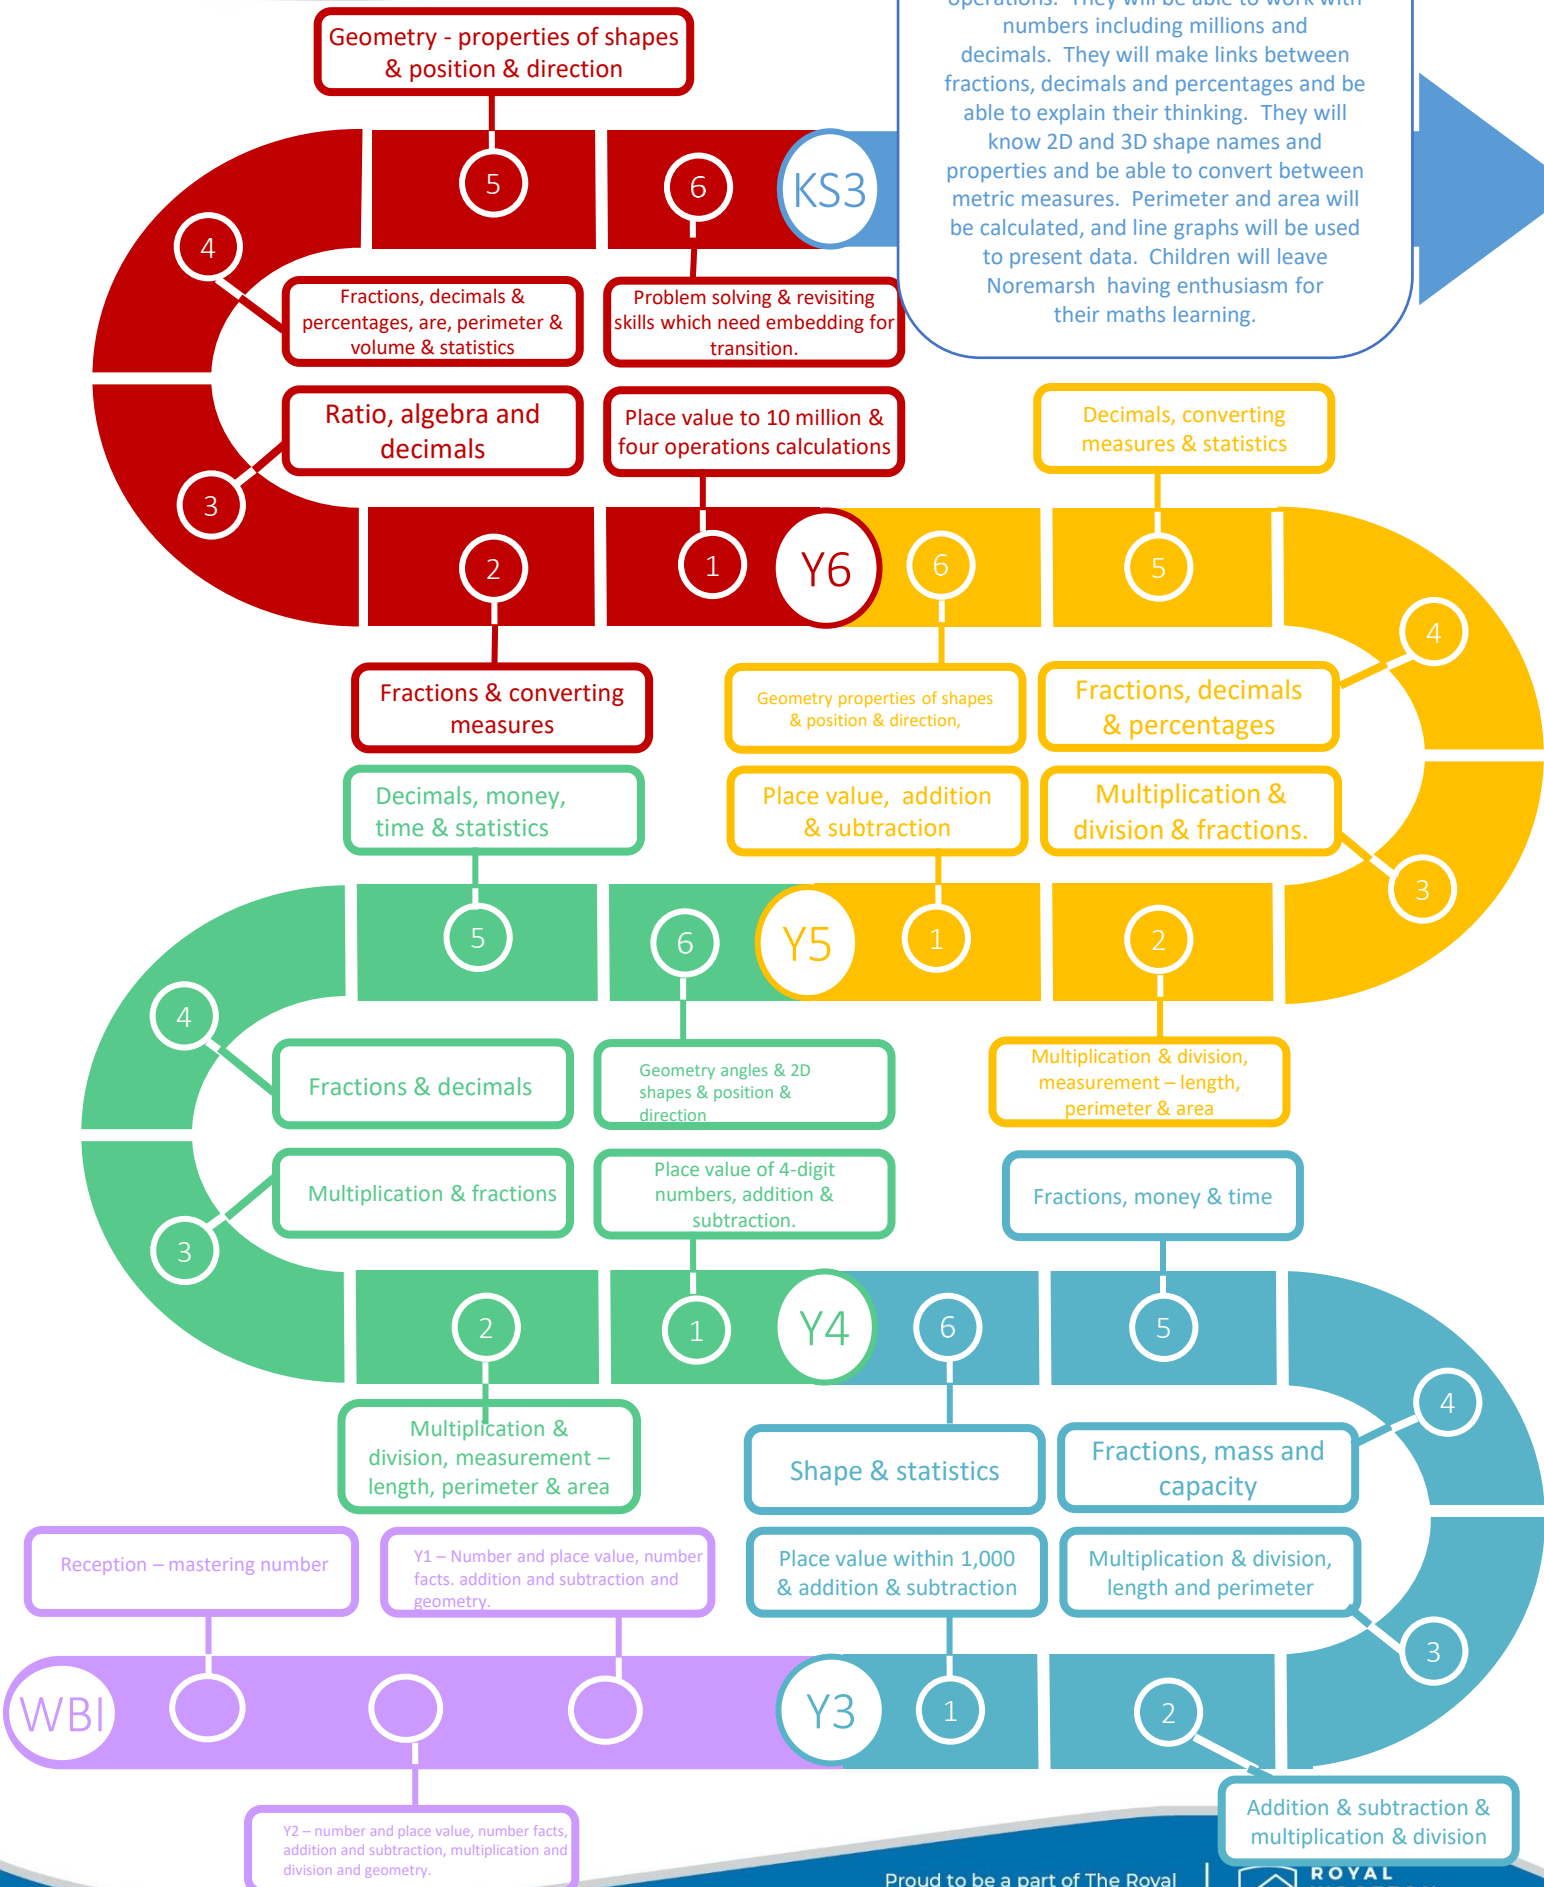 operations. They will be able to work with
numbers including millions and
decimals. They will make links between
fractions, decimals and percentages and be
able to explain their thinking. They will
know 2D and 3D shape names and
properties and be able to convert between
metric measures. Perimeter and area will
be calculated, and line graphs will be used
to present data. Children will leave
Noremarsh having enthusiasm for
their maths learning.
Geometry - properties of shapes
& position & direction
5
6
KS3
4
Fractions, decimals &
percentages, are, perimeter &
volume & statistics
Problem solving & revisiting
skills which need embedding for
transition.
Ratio, algebra and
decimals
Place value to 10 million &
four operations calculations
Decimals, converting
measures & statistics
3
2
1
Y6
6
5
4
Fractions & converting
measures
Geometry properties of shapes
& position & direction,
Fractions, decimals
& percentages
Decimals, money,
time & statistics
Place value, addition
& subtraction
Multiplication &
division & fractions.
3
5
6
Y5
1
2
4
Fractions & decimals
Geometry angles & 2D
shapes & position &
direction
Multiplication & division,
measurement – length,
perimeter & area
Multiplication & fractions
Place value of 4-digit
numbers, addition &
subtraction.
Fractions, money & time
3
2
1
Y4
6
5
4
Multiplication &
division, measurement –
length, perimeter & area
Shape & statistics
Fractions, mass and
capacity
Reception – mastering number
Y1 – Number and place value, number
facts. addition and subtraction and
geometry.
Place value within 1,000
& addition & subtraction
Multiplication & division,
length and perimeter
3
WBI
Y3
1
2
Y2 – number and place value, number facts,
addition and subtraction, multiplication and
division and geometry.
Addition & subtraction &
multiplication & division
Proud to be a part of The Royal
ROYAL